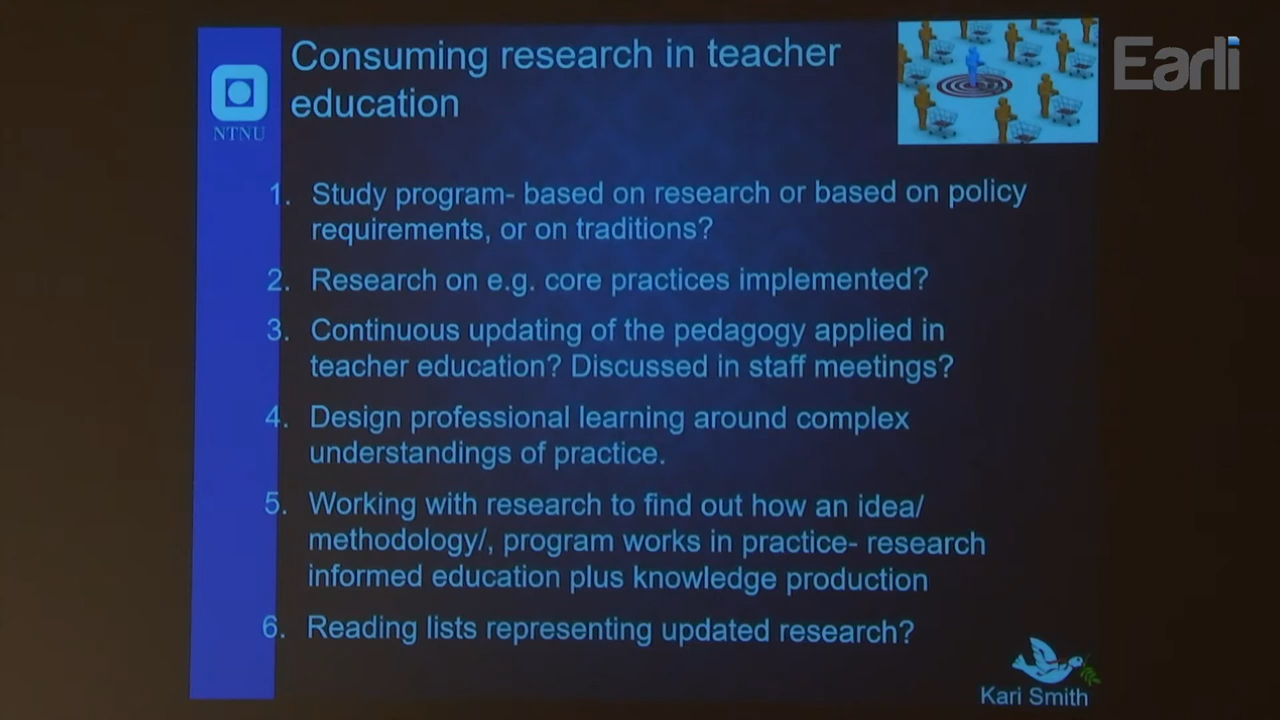 Consuming research in teacher
education
Earli
NTNU
1. Study program- based on research or based on policy
requirements, or on traditions?
2. Research on e.g. core practices implemented?
3. Continuous updating of the pedagogy applied in
teacher education? Discussed in staff meetings?
4. Design professional learning around complex
understandings of practice.
5. Working with research to find out how an idea/
methodology/, program works in practice- research
informed education plus knowledge production
6. Reading lists representing updated research?
Kari Smith